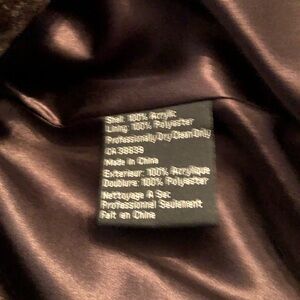 Shell: 100% Acrylic
Lining: 100% Polyester
Professionally Dry Clean Only
CA 38639
Made In China
Exterieur: 100% Acrylique
Doublure: 100% Polyester
Nettoyage A Sec
Professionnel Seulement
Fait en China